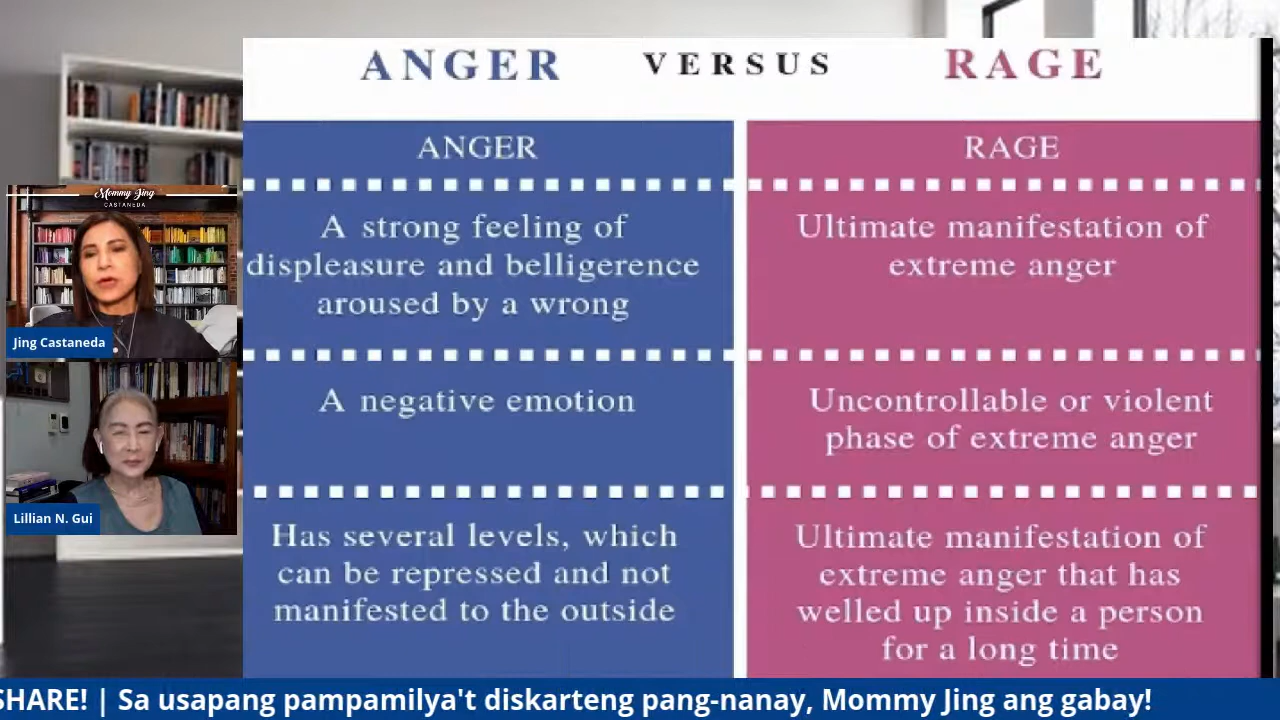 ANGER VERSUS RAGE
ANGER
A strong feeling of
displeasure and belligerence
aroused by a wrong
A negative emotion
Has several levels, which
can be repressed and not
manifested to the outside
RAGE
Ultimate manifestation of
extreme anger
Uncontrollable or violent
phase of extreme anger
Ultimate manifestation of
extreme anger that has
welled up inside a person
for a long time
Mommy Jing
CASTANEDA
Jing Castaneda
Lillian N. Gui
SHARE! | Sa usapang pampamilya't diskarteng pang-nanay, Mommy Jing ang gabay!